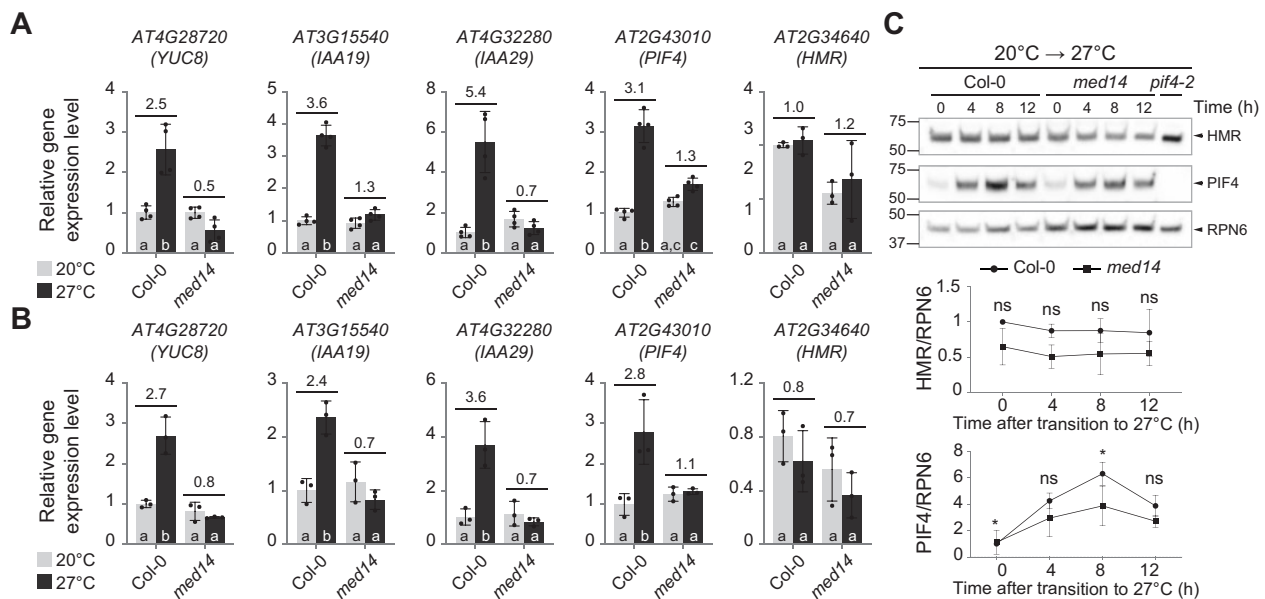 A
AT4G28720
(YUC8)
AT3G15540
(IAA19)
AT4G32280
(IAA29)
AT2G43010
(PIF4)
AT2G34640
(HMR)
Relative gene
expression level
4
3
2
1
0
2.5
0.5
a
b
a
a
Col-0
med14
5
4
3
2
1
0
3.6
1.3
a
b
a
a
Col-0
med14
8
6
4
2
0
5.4
0.7
a
b
a
a
Col-0
med14
4
3
2
1
0
3.1
1.3
a
b
a,c
c
Col-0
med14
4
3
2
1
0
1.0
1.2
a
a
a
a
Col-0
med14
20°C
27°C
B
AT4G28720
(YUC8)
AT3G15540
(IAA19)
AT4G32280
(IAA29)
AT2G43010
(PIF4)
AT2G34640
(HMR)
Relative gene
expression level
4
3
2
1
0
2.7
0.8
a
b
a
a
Col-0
med14
3
2
1
0
2.4
0.7
a
b
a
a
Col-0
med14
6
4
2
0
3.6
0.7
a
b
a
a
Col-0
med14
4
3
2
1
0
2.8
1.1
a
b
a
a
Col-0
med14
1.2
0.8
0.4
0
0.8
0.7
a
a
a
a
Col-0
med14
20°C
27°C
C
20°C → 27°C
Col-0 med14 pif4-2
0 4 8 12 0 4 8 12 0 Time (h)
75
50
HMR
75
50
PIF4
50
37
RPN6
Col-0 med14
HMR/RPN6
1.5
1
0.5
0
ns ns ns ns
0 4 8 12
Time after transition to 27°C (h)
PIF4/RPN6
8
6
4
2
0
* ns * ns
0 4 8 12
Time after transition to 27°C (h)